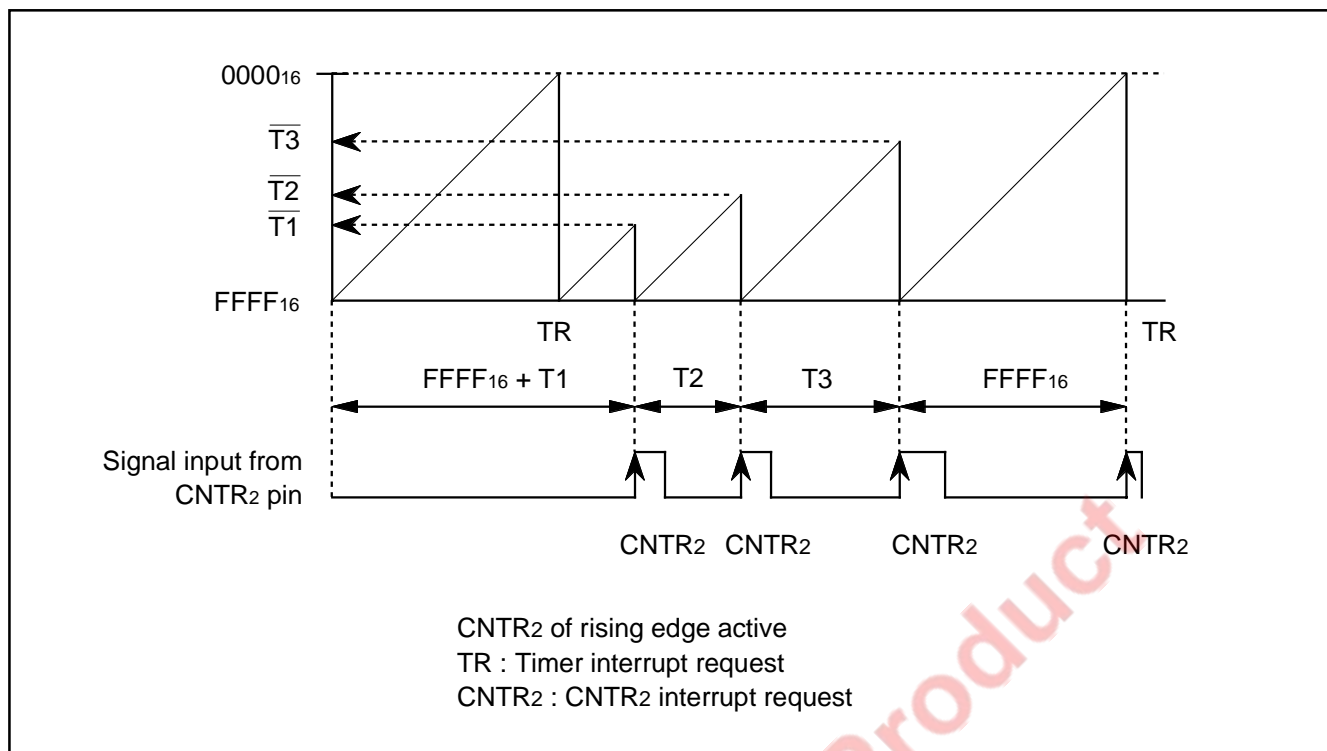 0000₁₆
T̅3̅
T̅2̅
T̅1̅
FFFF₁₆
TR
TR
FFFF₁₆ + T1
T2
T3
FFFF₁₆
Signal input from
CNTR₂ pin
CNTR₂
CNTR₂
CNTR₂
CNTR₂
CNTR₂ of rising edge active
TR : Timer interrupt request
CNTR₂ : CNTR₂ interrupt request
Product